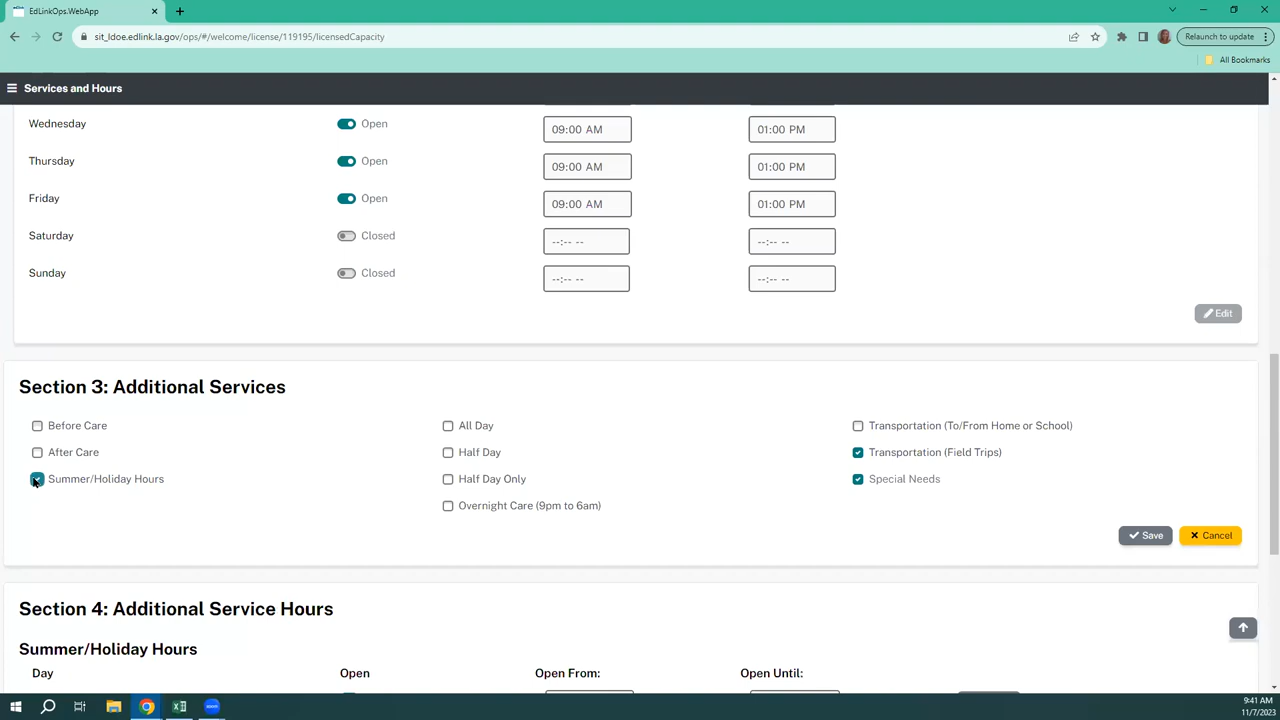 EdLinkOps.WebApp
sit_ldoe.edlink.la.gov/ops/#/welcome/license/119195/licensedCapacity
Relaunch to update
All Bookmarks
Services and Hours
Wednesday Open 09:00 AM 01:00 PM
Thursday Open 09:00 AM 01:00 PM
Friday Open 09:00 AM 01:00 PM
Saturday Closed --:-- -- --:-- --
Sunday Closed --:-- -- --:-- --
Edit
Section 3: Additional Services
Before Care All Day Transportation (To/From Home or School)
After Care Half Day Transportation (Field Trips)
Summer/Holiday Hours Half Day Only Special Needs
Overnight Care (9pm to 6am)
Save Cancel
Section 4: Additional Service Hours
Summer/Holiday Hours
Day Open Open From: Open Until:
zoom
9:41 AM
11/7/2023